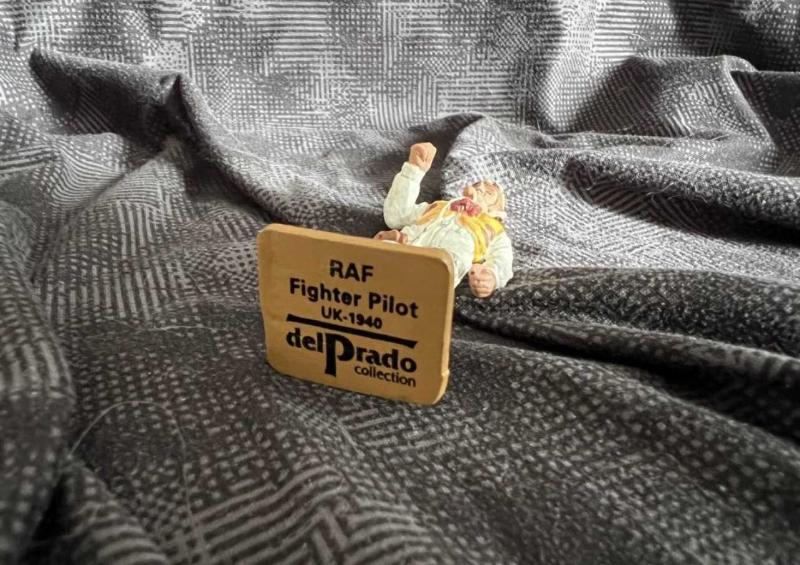 RAF
Fighter Pilot
UK-1940
delPrado
collection